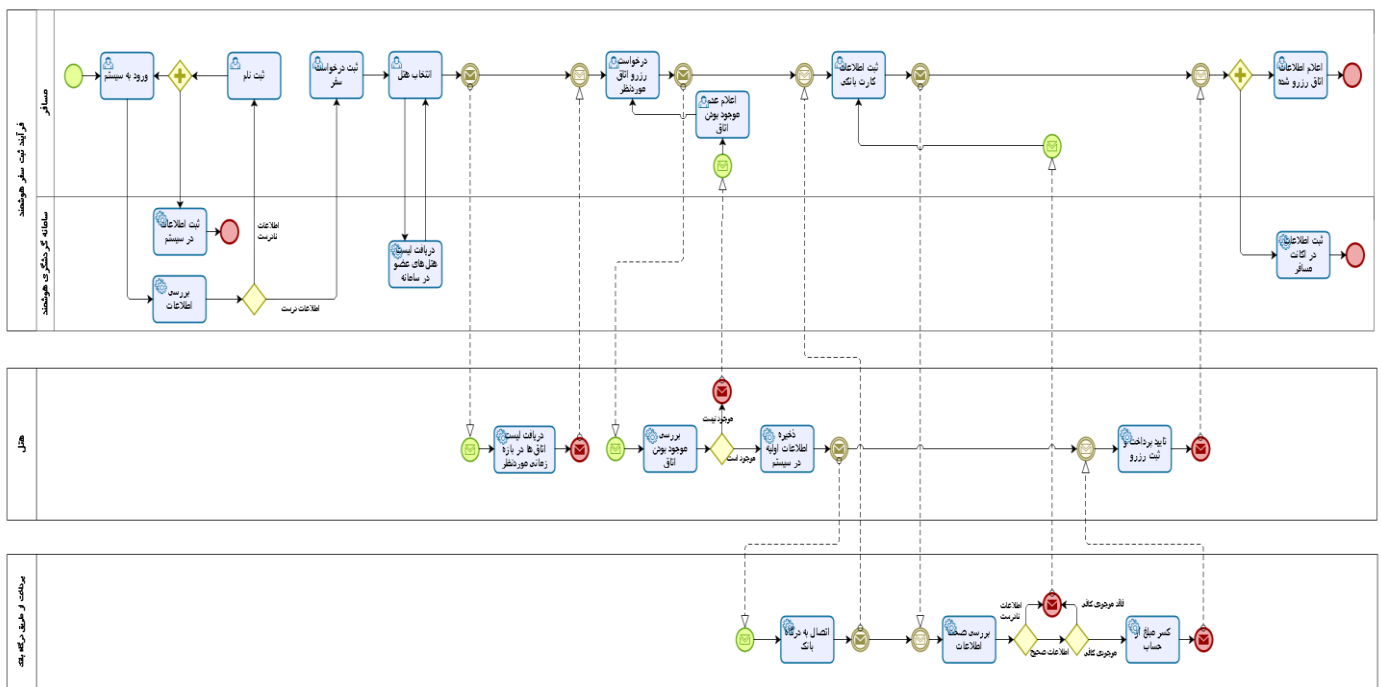 فرآیند ثبت سفر هوشمند
مسافر
ورود به سیستم
ثبت نام
ثبت درخواست
سفر
انتخاب هتل
درخواست
رزرو اتاق
موردنظر
اعلام عدم
موجود بودن
اتاق
ثبت اطلاعات
کارت بانکی
اعلام اطلاعات
اتاق رزرو شده
سامانه گردشگری هوشمند
ثبت اطلاعات
در سیستم
اطلاعات
نادرست
بررسی
اطلاعات
اطلاعات درست
دریافت لیست
هتل‌های عضو
در سامانه
ثبت اطلاعات
در اکانت
مسافر
هتل
دریافت لیست
اتاق‌ها در بازه
زمانی موردنظر
بررسی
موجود بودن
اتاق
موجود نیست
موجود است
ذخیره
اطلاعات اولیه
در سیستم
تایید پرداخت و
ثبت رزرو
پرداخت از طریق درگاه بانک
اتصال به درگاه
بانک
بررسی صحت
اطلاعات
اطلاعات
نادرست
اطلاعات صحیح
فاقد موجودی کافی
موجودی کافی
کسر مبلغ از
حساب